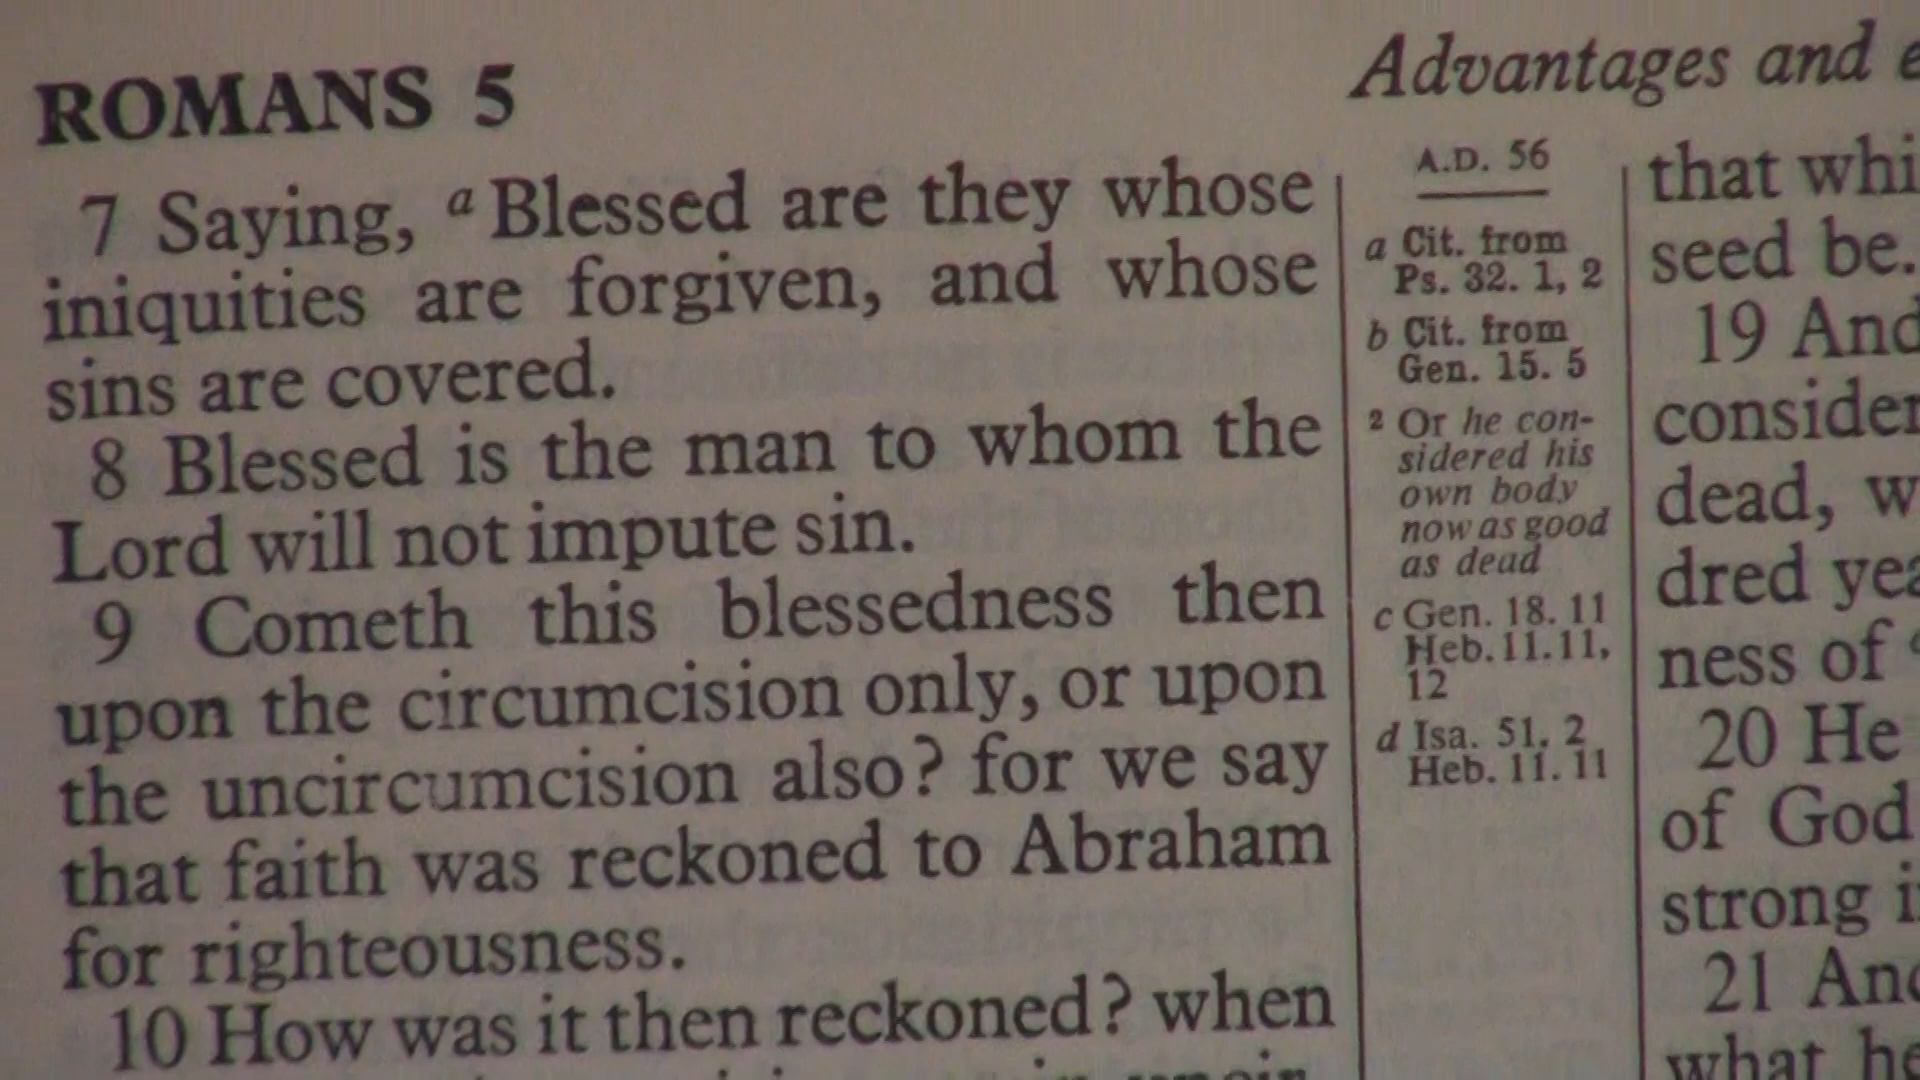 ROMANS 5
Advantages and
7 Saying, a Blessed are they whose
iniquities are forgiven, and whose
sins are covered.
8 Blessed is the man to whom the
Lord will not impute sin.
9 Cometh this blessedness then
upon the circumcision only, or upon
the uncircumcision also? for we say
that faith was reckoned to Abraham
for righteousness.
10 How was it then reckoned? when
A.D. 56
a Cit. from
Ps. 32. 1, 2
b Cit. from
Gen. 15. 5
2 Or he con-
sidered his
own body
now as good
as dead
c Gen. 18. 11
Heb. 11. 11,
12
d Isa. 51. 2
Heb. 11. 11
that whi
seed be.
19 And
consider
dead, w
dred yea
ness of
20 He
of God
strong i
21 And
what he